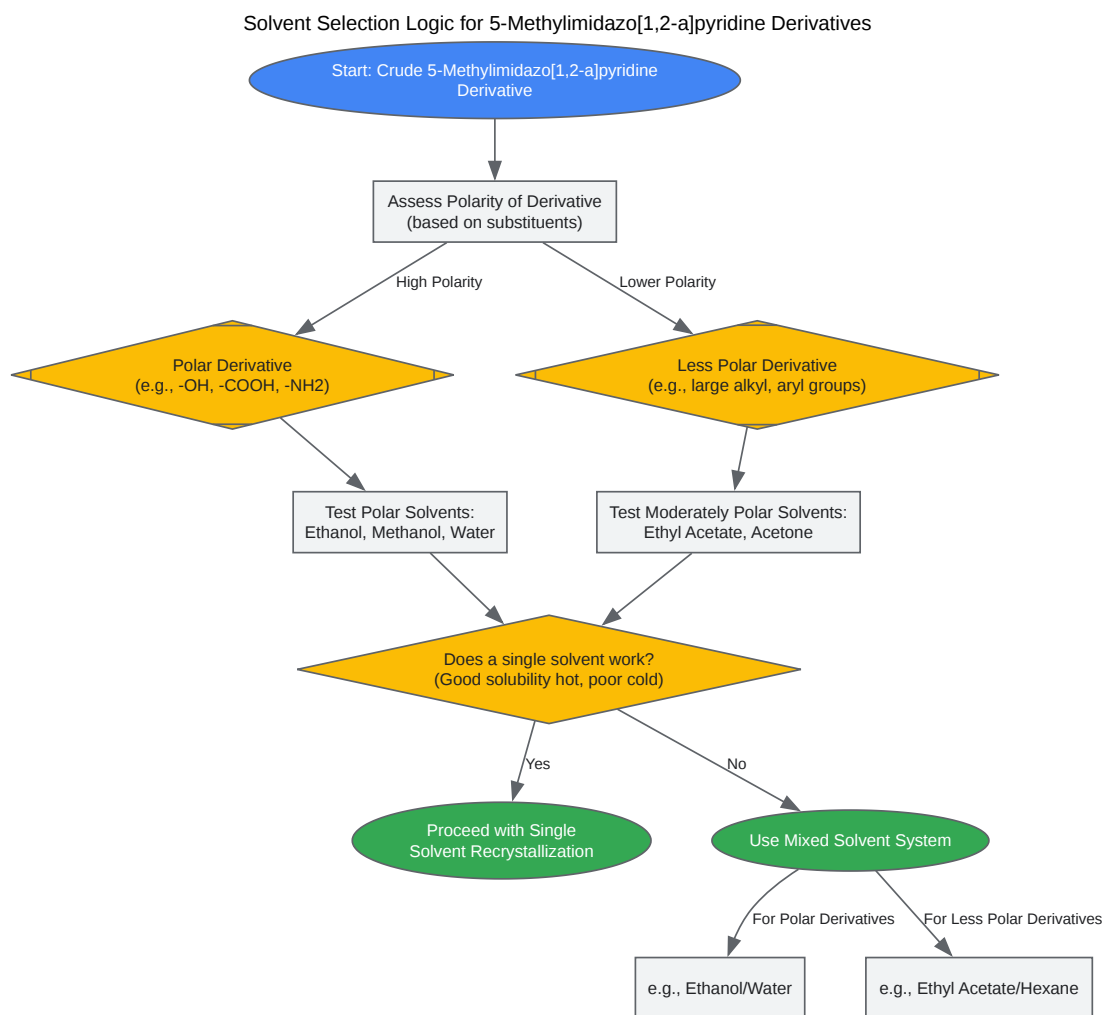 Solvent Selection Logic for 5-Methylimidazo[1,2-a]pyridine Derivatives
Start: Crude 5-Methylimidazo[1,2-a]pyridine
Derivative
Assess Polarity of Derivative
(based on substituents)
High Polarity
Lower Polarity
Polar Derivative
(e.g., -OH, -COOH, -NH2)
Less Polar Derivative
(e.g., large alkyl, aryl groups)
Test Polar Solvents:
Ethanol, Methanol, Water
Test Moderately Polar Solvents:
Ethyl Acetate, Acetone
Does a single solvent work?
(Good solubility hot, poor cold)
Yes
No
Proceed with Single
Solvent Recrystallization
Use Mixed Solvent System
For Polar Derivatives
For Less Polar Derivatives
e.g., Ethanol/Water
e.g., Ethyl Acetate/Hexane